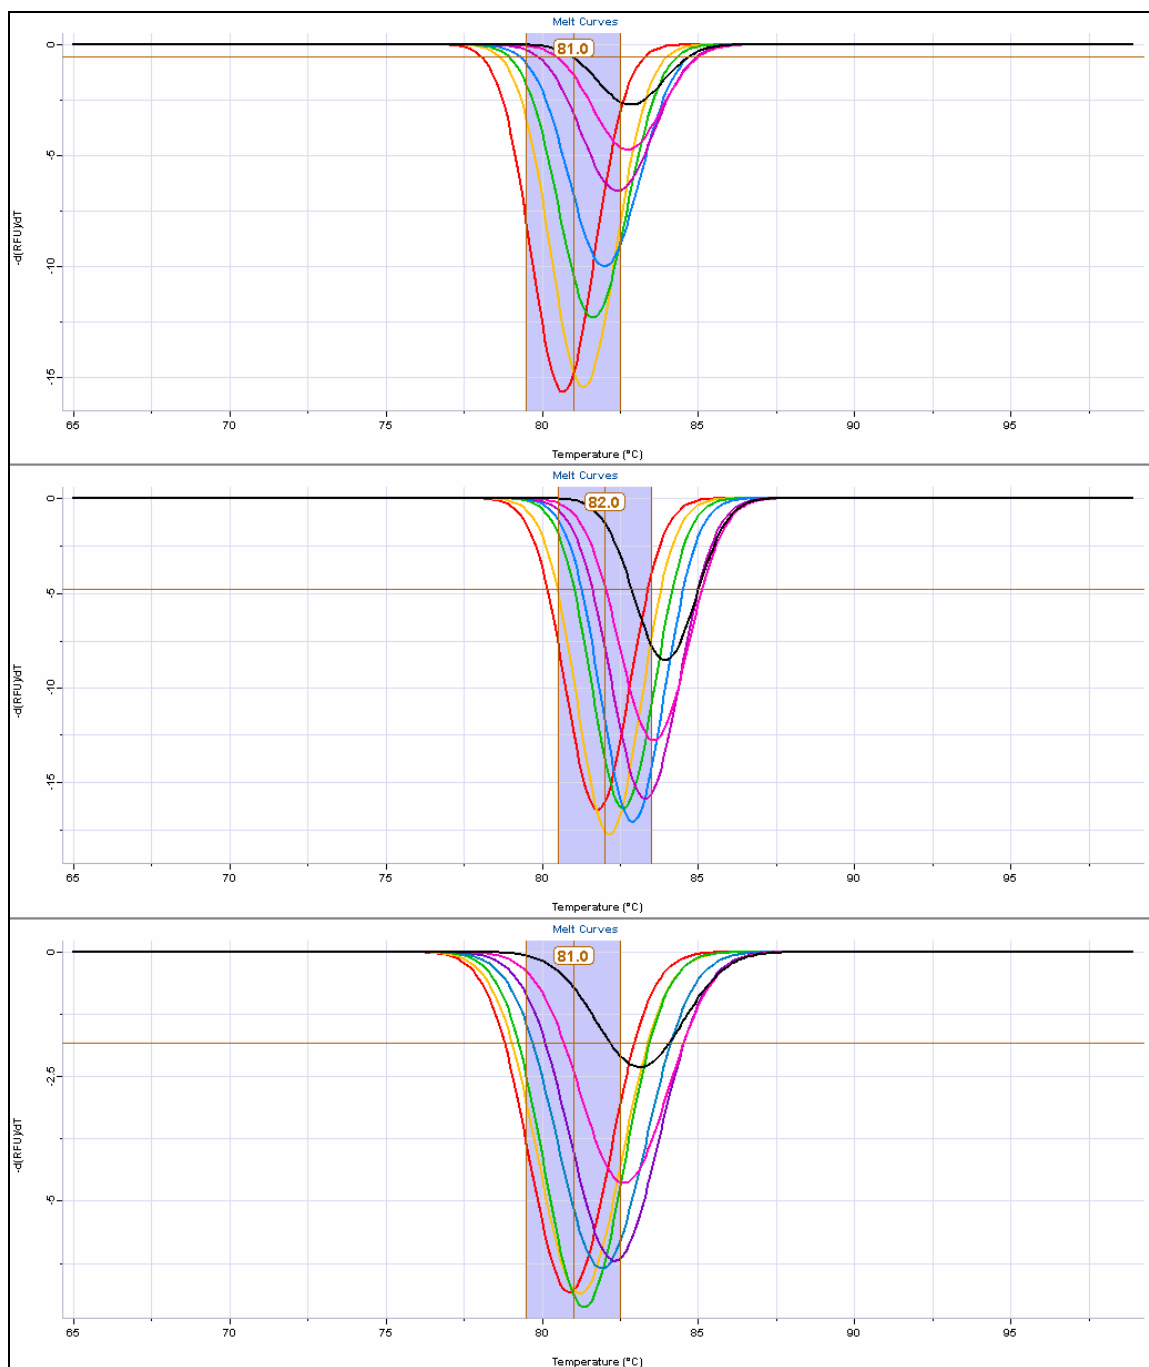 Melt Curves
81.0
0
-5
-10
-15
-d(RFU)/dT
65 70 75 80 85 90 95
Temperature (°C)
Melt Curves
82.0
0
-5
-10
-15
-d(RFU)/dT
65 70 75 80 85 90 95
Temperature (°C)
Melt Curves
81.0
0
-2.5
-5
-d(RFU)/dT
65 70 75 80 85 90 95
Temperature (°C)